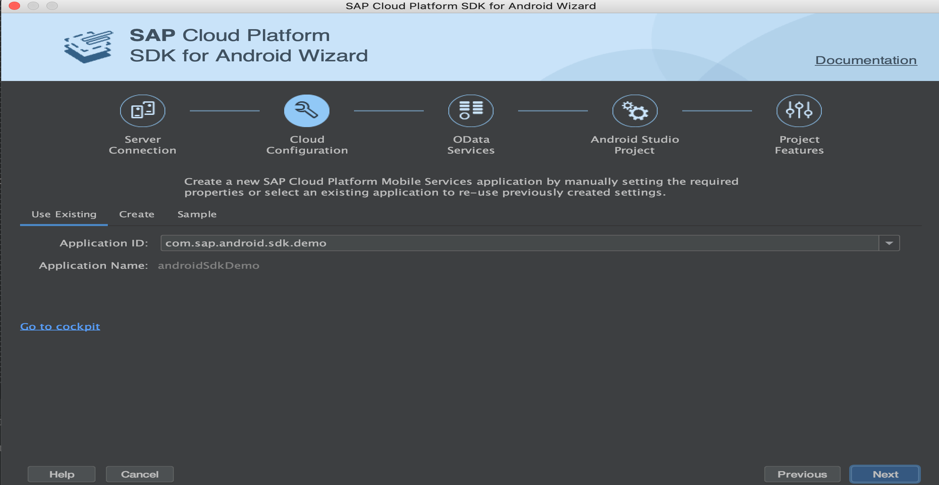 SAP Cloud Platform SDK for Android Wizard
SAP Cloud Platform
SDK for Android Wizard
Documentation
Server
Connection
Cloud
Configuration
OData
Services
Android Studio
Project
Project
Features
Create a new SAP Cloud Platform Mobile Services application by manually setting the required
properties or select an existing application to re-use previously created settings.
Use Existing Create Sample
Application ID: com.sap.android.sdk.demo
Application Name: androidSdkDemo
Go to cockpit
Help Cancel Previous Next